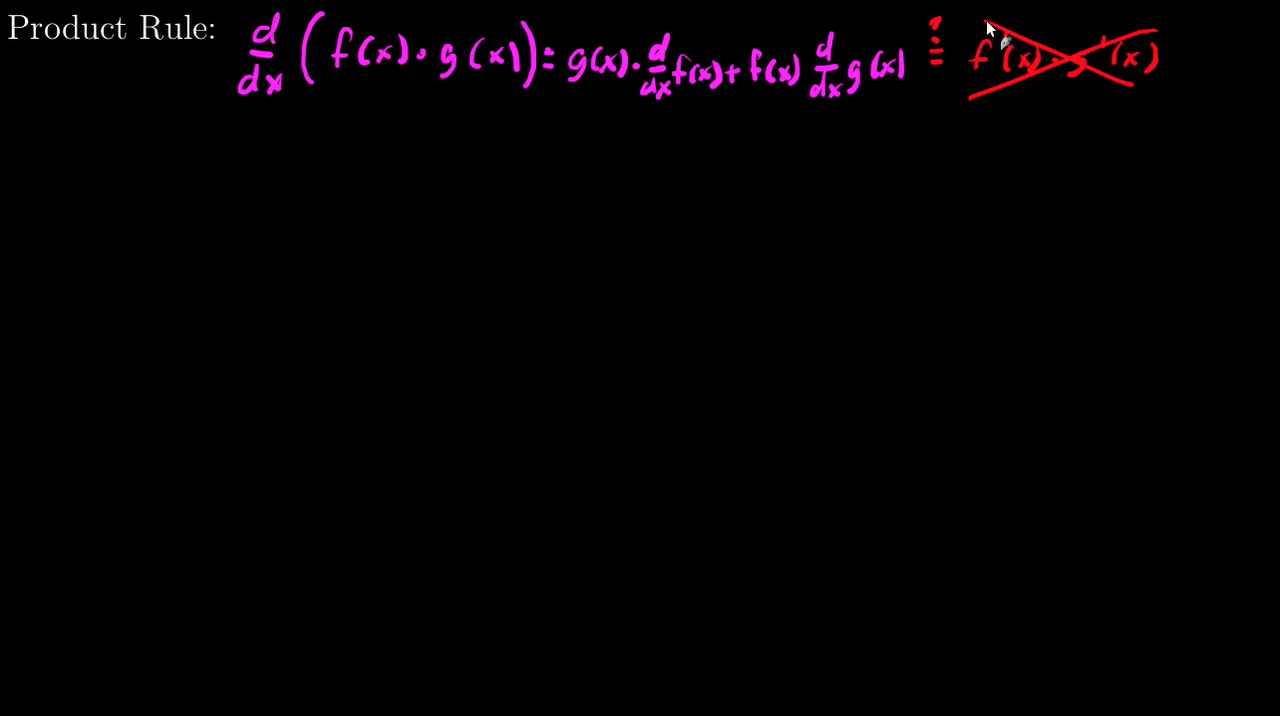 Product Rule: d/dx (f(x) · g(x)) = g(x) · d/dx f(x) + f(x) d/dx g(x) ≟ f'(x) · g'(x)